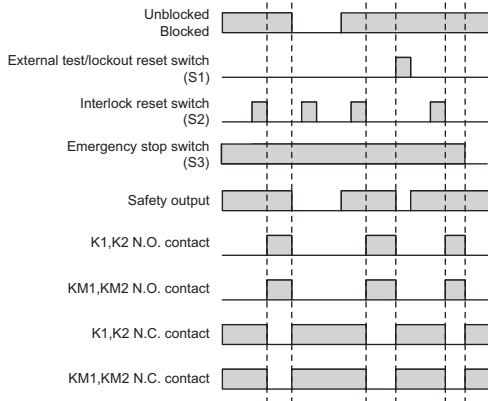 Unblocked
Blocked
External test/lockout reset switch
(S1)
Interlock reset switch
(S2)
Emergency stop switch
(S3)
Safety output
K1,K2 N.O. contact
KM1,KM2 N.O. contact
K1,K2 N.C. contact
KM1,KM2 N.C. contact